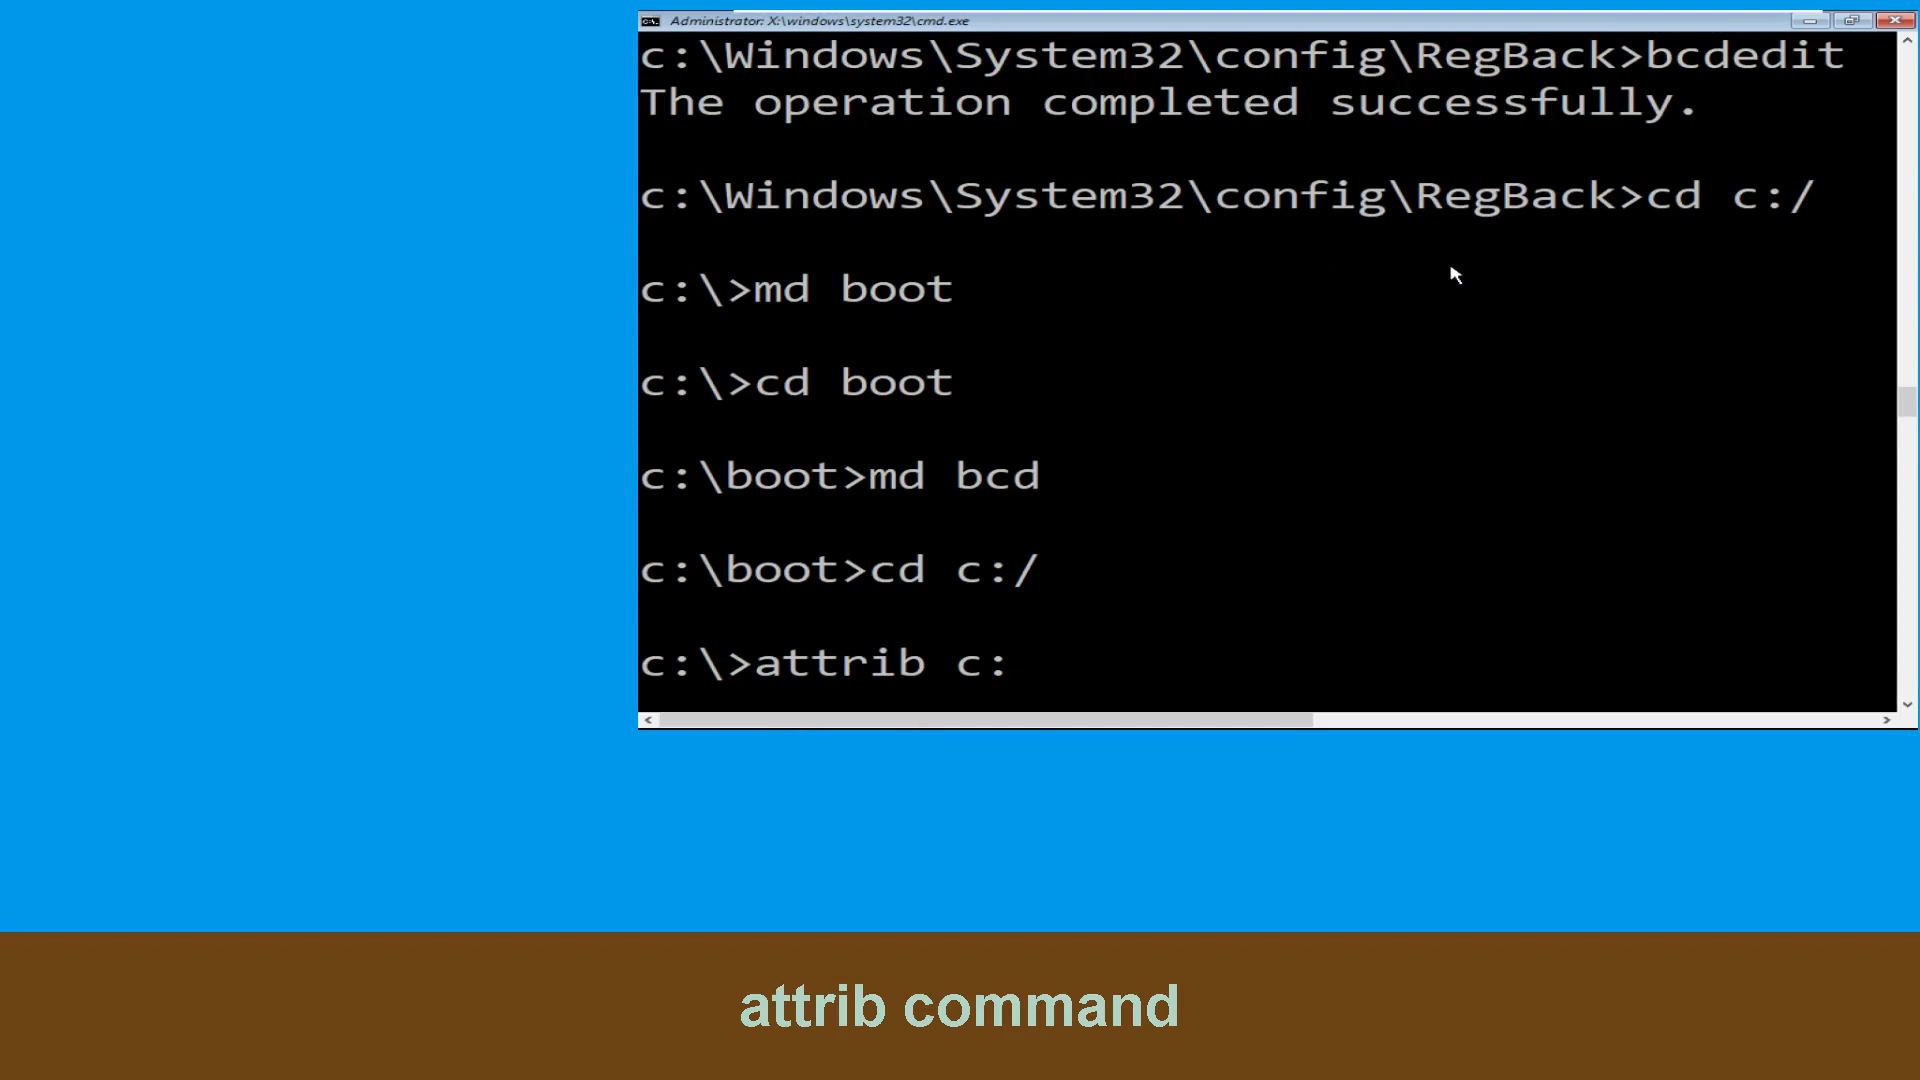 Administrator: X:\windows\system32\cmd.exe
c:\Windows\System32\config\RegBack>bcdedit
The operation completed successfully.
c:\Windows\System32\config\RegBack>cd c:/
c:\>md boot
c:\>cd boot
c:\boot>md bcd
c:\boot>cd c:/
c:\>attrib c:
attrib command